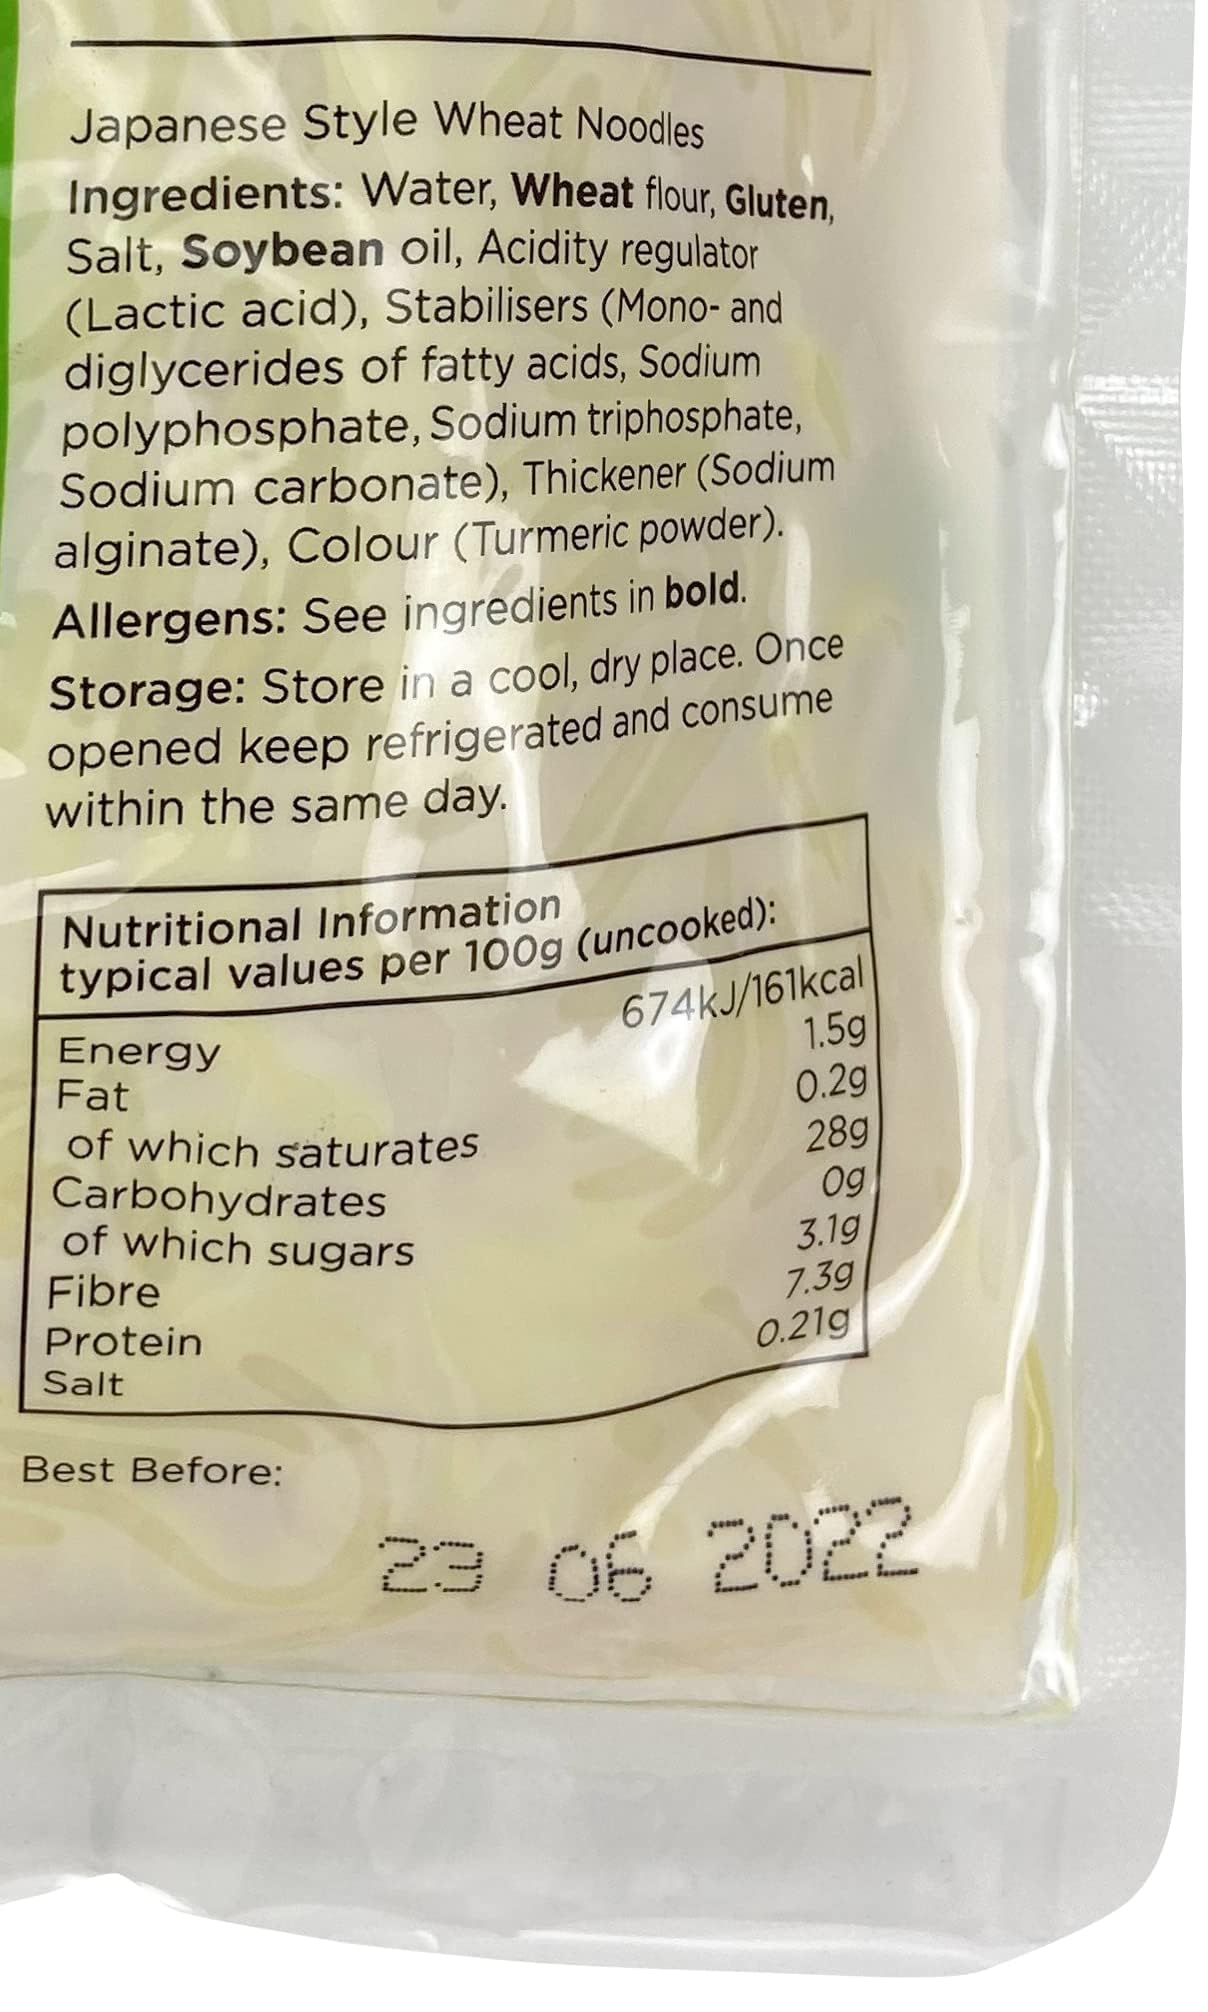 Japanese Style Wheat Noodles
Ingredients: Water, Wheat flour, Gluten,
Salt, Soybean oil, Acidity regulator
(Lactic acid), Stabilisers (Mono- and
diglycerides of fatty acids, Sodium
polyphosphate, Sodium triphosphate,
Sodium carbonate), Thickener (Sodium
alginate), Colour (Turmeric powder).
Allergens: See ingredients in bold.
Storage: Store in a cool, dry place. Once
opened keep refrigerated and consume
within the same day.
Nutritional Information
typical values per 100g (uncooked):
Energy 674kJ/161kcal
Fat 1.5g
of which saturates 0.2g
Carbohydrates 28g
of which sugars 0g
Fibre 3.1g
Protein 7.3g
Salt 0.21g
Best Before:
23 06 2022